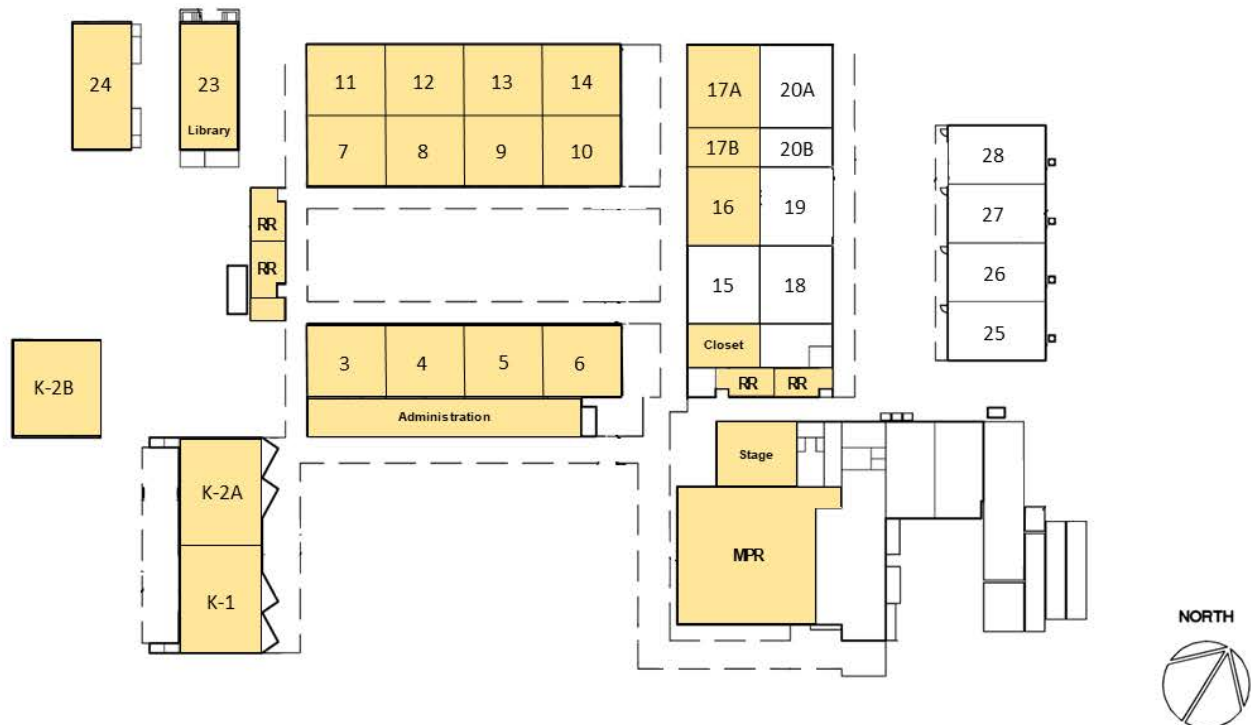 24
23
Library
11
12
13
14
7
8
9
10
RR
RR
17A
20A
17B
20B
16
19
15
18
Closet
RR
RR
28
27
26
25
3
4
5
6
Administration
K-2B
K-2A
K-1
Stage
MPR
NORTH